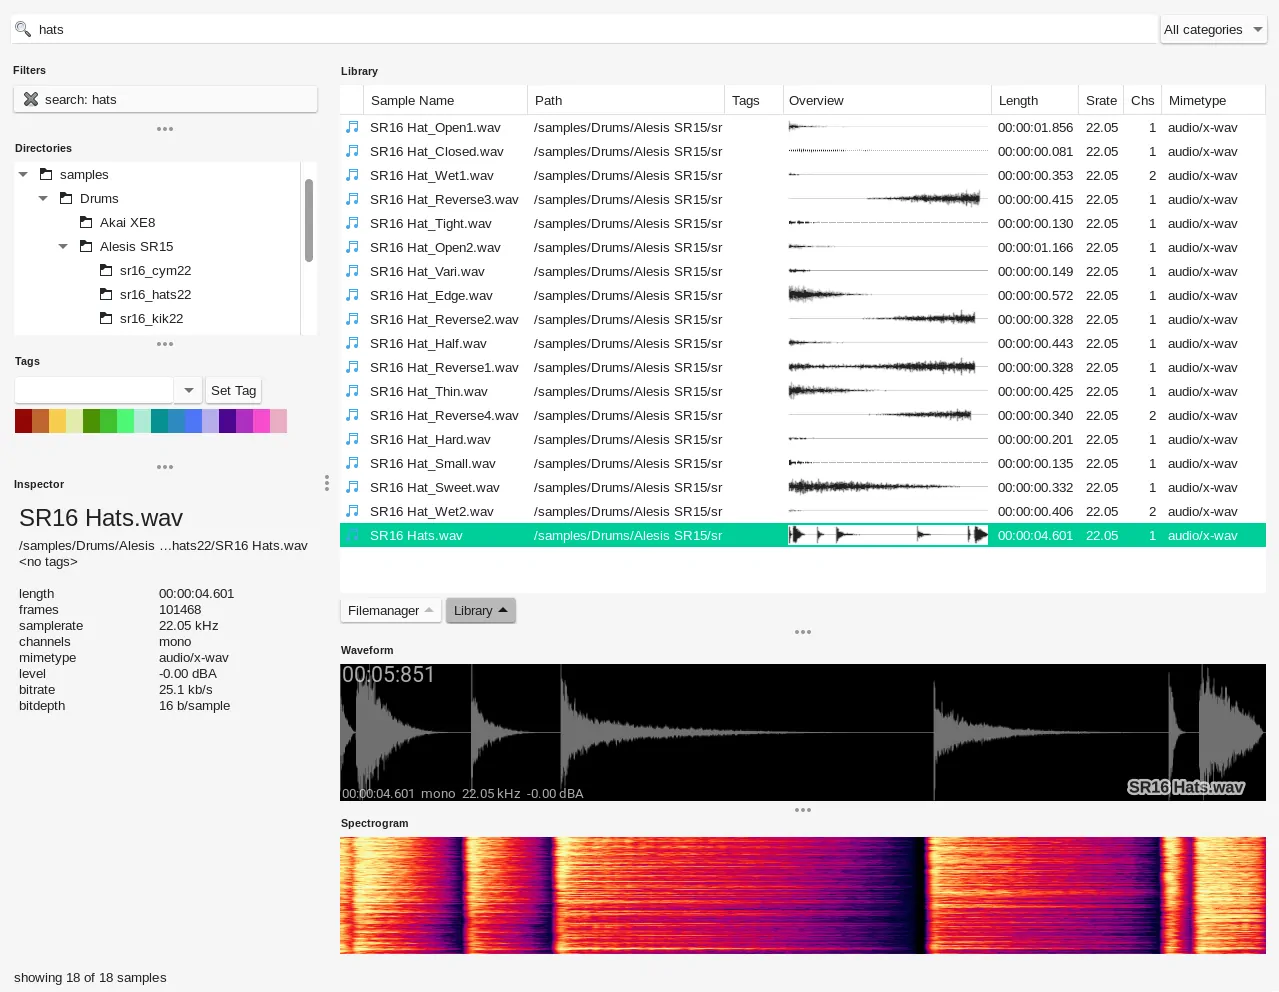 hats
All categories
Filters
search: hats
Directories
samples
Drums
Akai XE8
Alesis SR15
sr16_cym22
sr16_hats22
sr16_kik22
Tags
Set Tag
Inspector
SR16 Hats.wav
/samples/Drums/Alesis ...hats22/SR16 Hats.wav
<no tags>
length 00:00:04.601
frames 101468
samplerate 22.05 kHz
channels mono
mimetype audio/x-wav
level -0.00 dBA
bitrate 25.1 kb/s
bitdepth 16 b/sample
Library
Sample Name Path Tags Overview Length Srate Chs Mimetype
SR16 Hat_Open1.wav /samples/Drums/Alesis SR15/sr 00:00:01.856 22.05 1 audio/x-wav
SR16 Hat_Closed.wav /samples/Drums/Alesis SR15/sr 00:00:00.081 22.05 1 audio/x-wav
SR16 Hat_Wet1.wav /samples/Drums/Alesis SR15/sr 00:00:00.353 22.05 2 audio/x-wav
SR16 Hat_Reverse3.wav /samples/Drums/Alesis SR15/sr 00:00:00.415 22.05 1 audio/x-wav
SR16 Hat_Tight.wav /samples/Drums/Alesis SR15/sr 00:00:00.130 22.05 1 audio/x-wav
SR16 Hat_Open2.wav /samples/Drums/Alesis SR15/sr 00:00:01.166 22.05 1 audio/x-wav
SR16 Hat_Vari.wav /samples/Drums/Alesis SR15/sr 00:00:00.149 22.05 1 audio/x-wav
SR16 Hat_Edge.wav /samples/Drums/Alesis SR15/sr 00:00:00.572 22.05 1 audio/x-wav
SR16 Hat_Reverse2.wav /samples/Drums/Alesis SR15/sr 00:00:00.328 22.05 1 audio/x-wav
SR16 Hat_Half.wav /samples/Drums/Alesis SR15/sr 00:00:00.443 22.05 1 audio/x-wav
SR16 Hat_Reverse1.wav /samples/Drums/Alesis SR15/sr 00:00:00.328 22.05 1 audio/x-wav
SR16 Hat_Thin.wav /samples/Drums/Alesis SR15/sr 00:00:00.425 22.05 1 audio/x-wav
SR16 Hat_Reverse4.wav /samples/Drums/Alesis SR15/sr 00:00:00.340 22.05 2 audio/x-wav
SR16 Hat_Hard.wav /samples/Drums/Alesis SR15/sr 00:00:00.201 22.05 1 audio/x-wav
SR16 Hat_Small.wav /samples/Drums/Alesis SR15/sr 00:00:00.135 22.05 1 audio/x-wav
SR16 Hat_Sweet.wav /samples/Drums/Alesis SR15/sr 00:00:00.332 22.05 1 audio/x-wav
SR16 Hat_Wet2.wav /samples/Drums/Alesis SR15/sr 00:00:00.406 22.05 2 audio/x-wav
SR16 Hats.wav /samples/Drums/Alesis SR15/sr 00:00:04.601 22.05 1 audio/x-wav
Filemanager Library
Waveform
00:05:851
00:00:04.601 mono 22.05 kHz -0.00 dBA
SR16 Hats.wav
Spectrogram
showing 18 of 18 samples